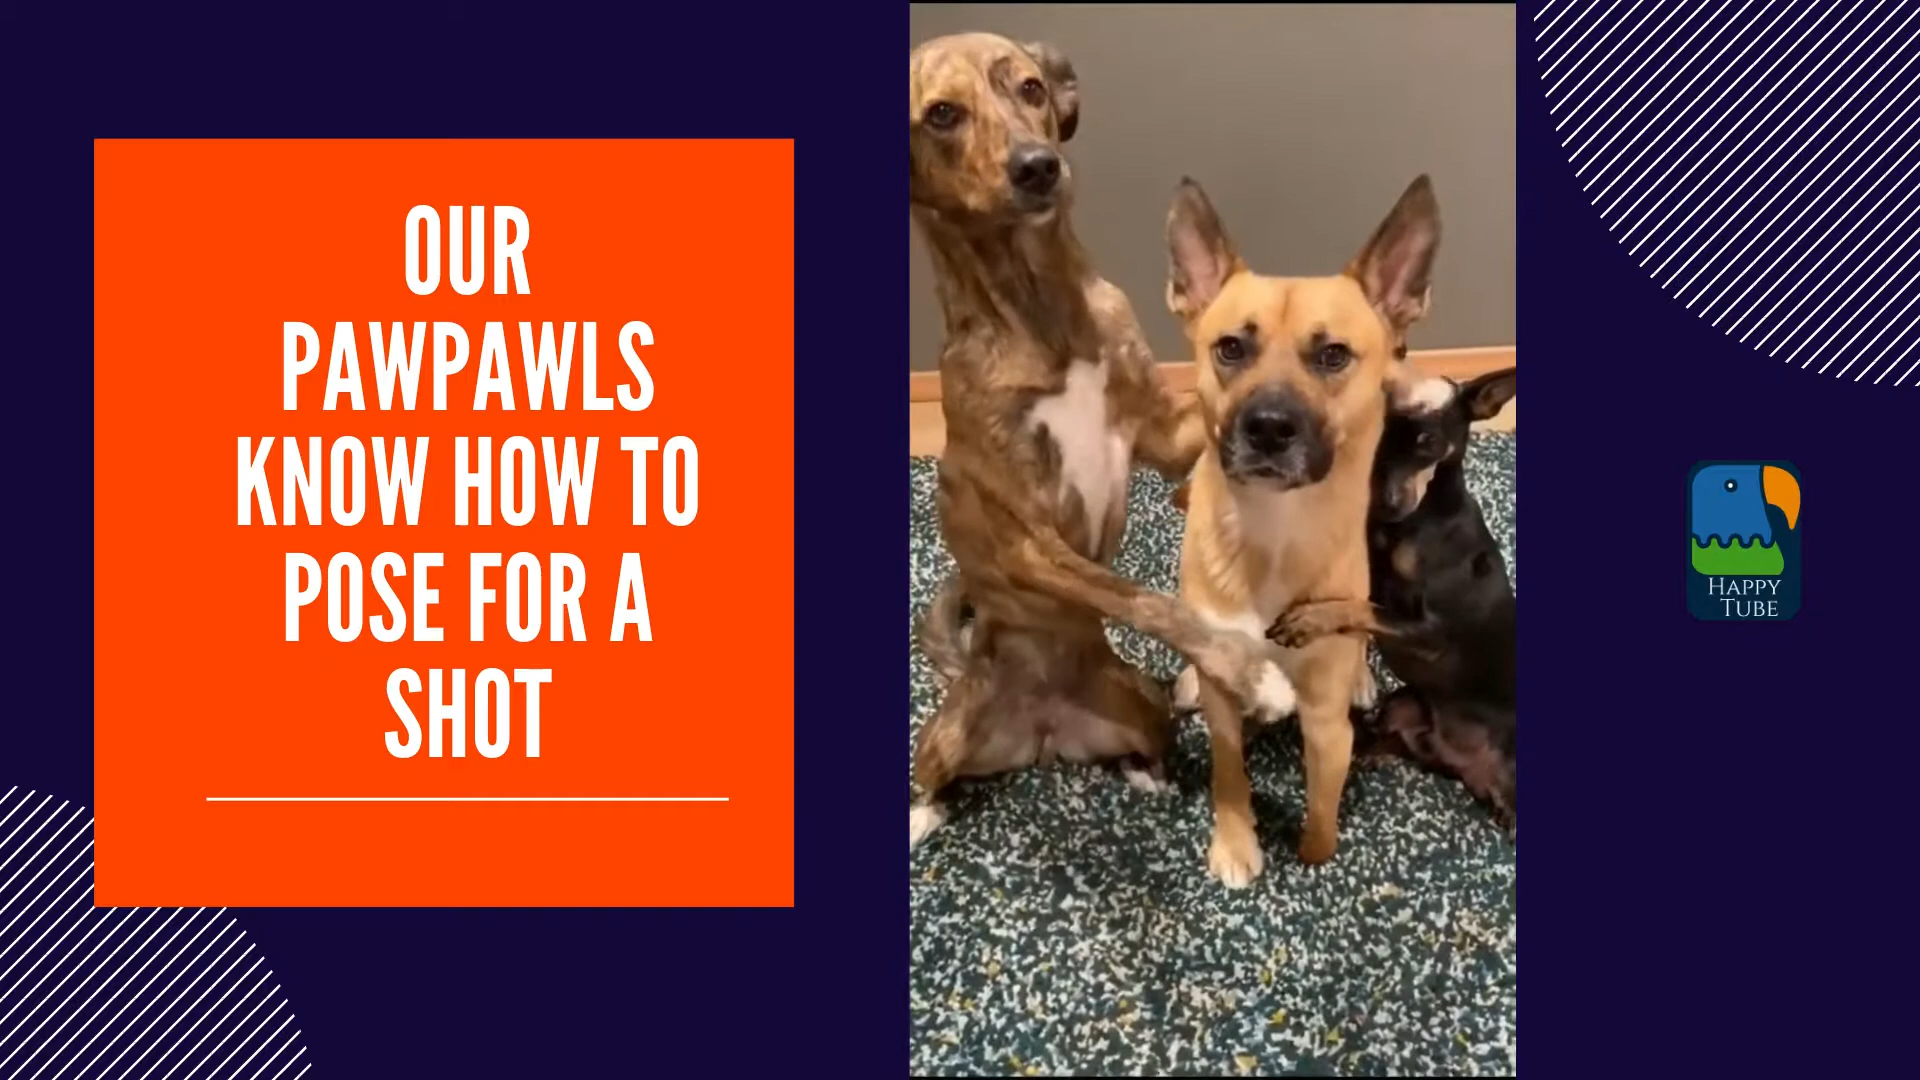 OUR
PAWPAWLS
KNOW HOW TO
POSE FOR A
SHOT
HAPPY
TUBE